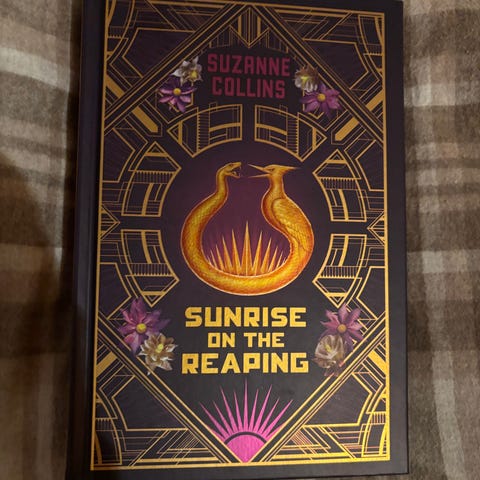 SUZANNE
COLLINS
SUNRISE
ON THE
REAPING